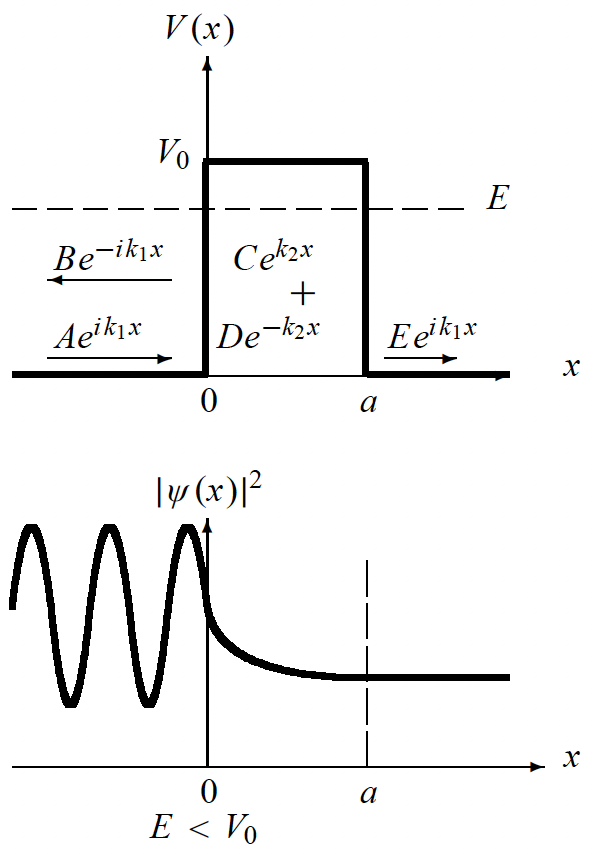 V(x)
V₀
E
Be^{−ik₁x} Ce^{k₂x}
+
Ae^{ik₁x} De^{−k₂x} Ee^{ik₁x}
x
0 a
|ψ(x)|²
x
0 a
E < V₀